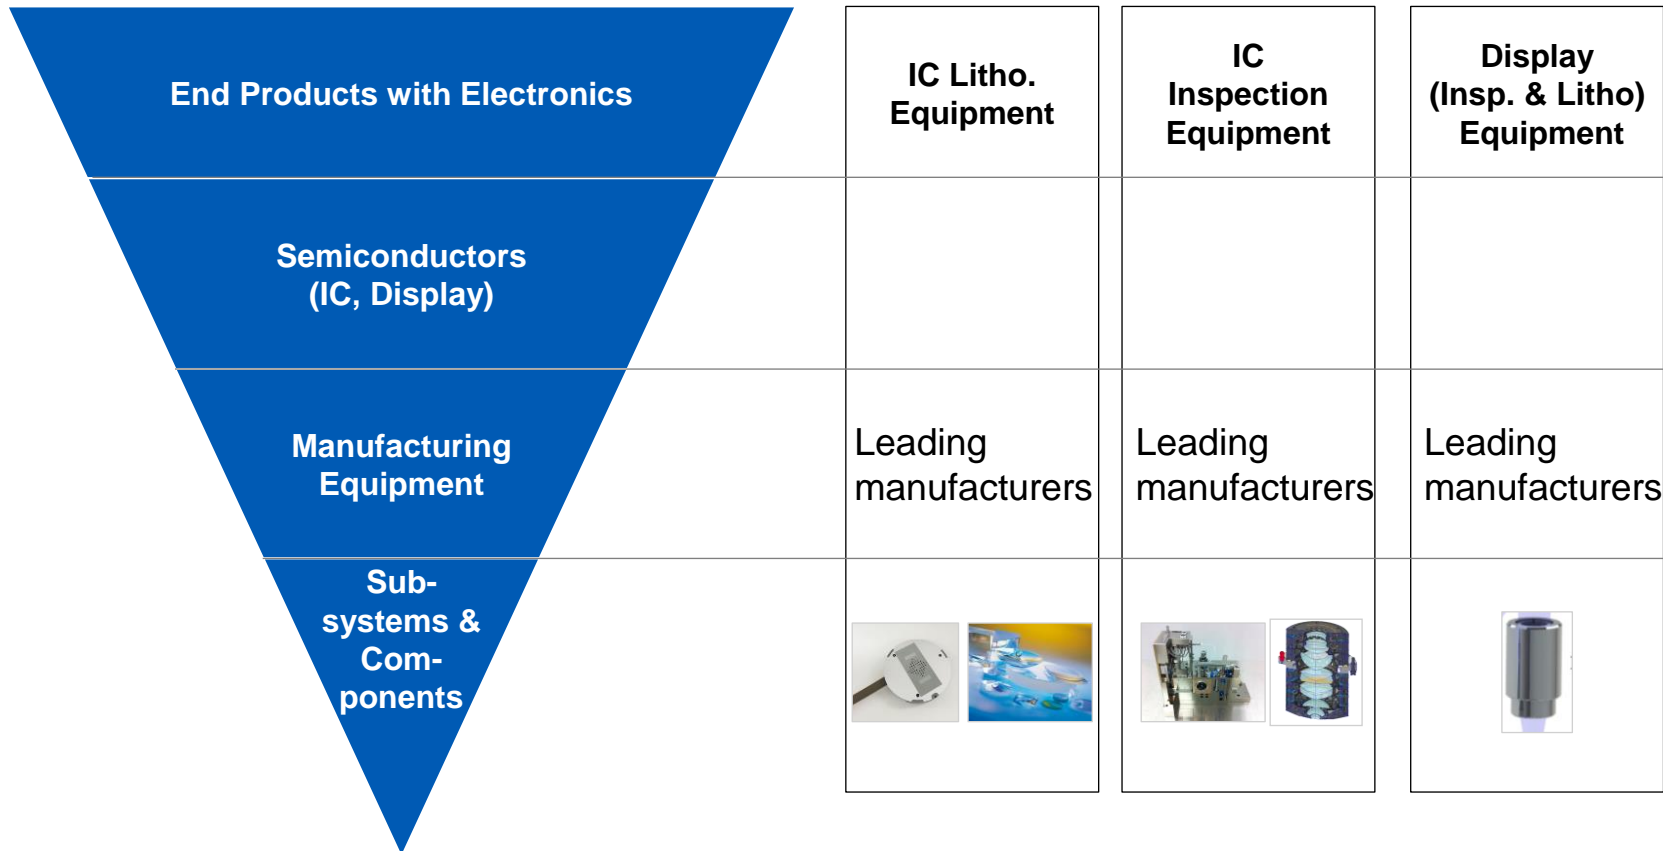 End Products with Electronics
IC Litho.
Equipment
IC
Inspection
Equipment
Display
(Insp. & Litho)
Equipment
Semiconductors
(IC, Display)
Manufacturing
Equipment
Leading
manufacturers
Leading
manufacturers
Leading
manufacturers
Sub-
systems &
Com-
ponents